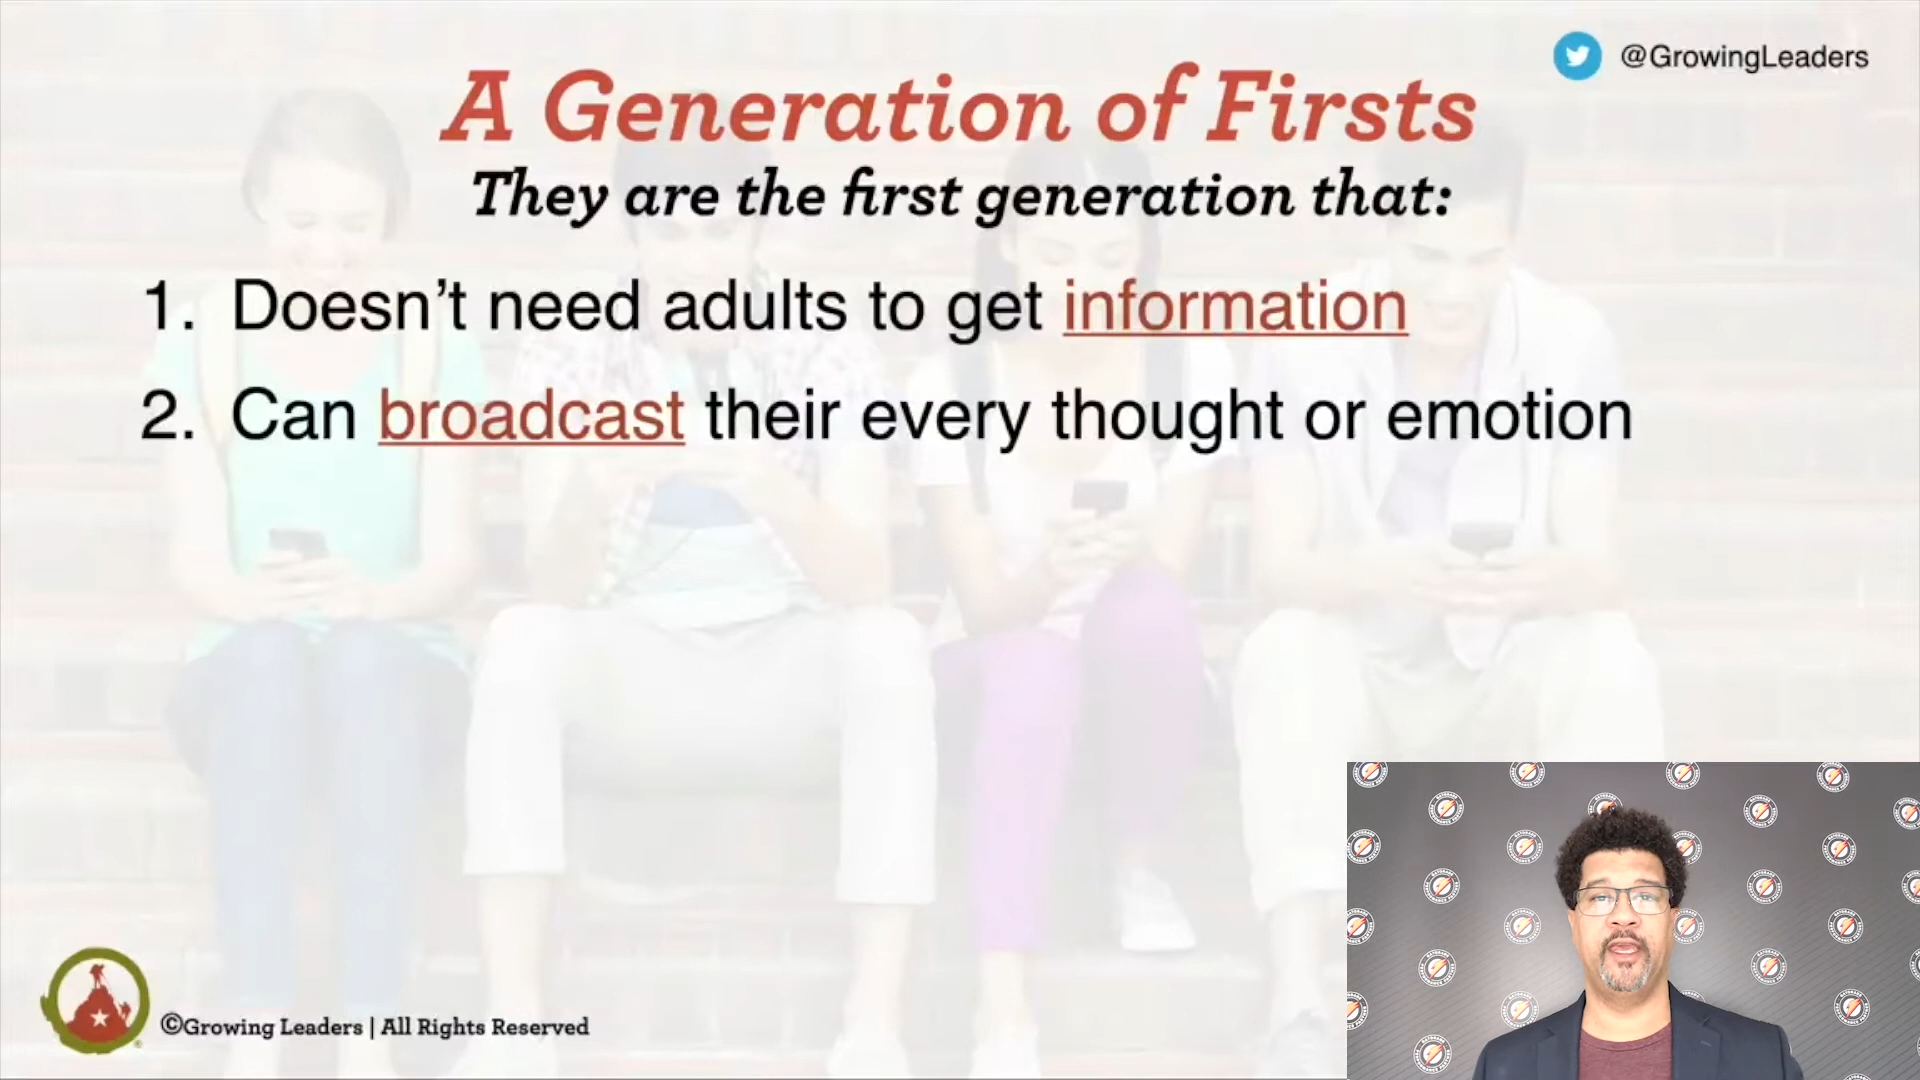 @GrowingLeaders
A Generation of Firsts
They are the first generation that:
1. Doesn’t need adults to get information
2. Can broadcast their every thought or emotion
©Growing Leaders | All Rights Reserved